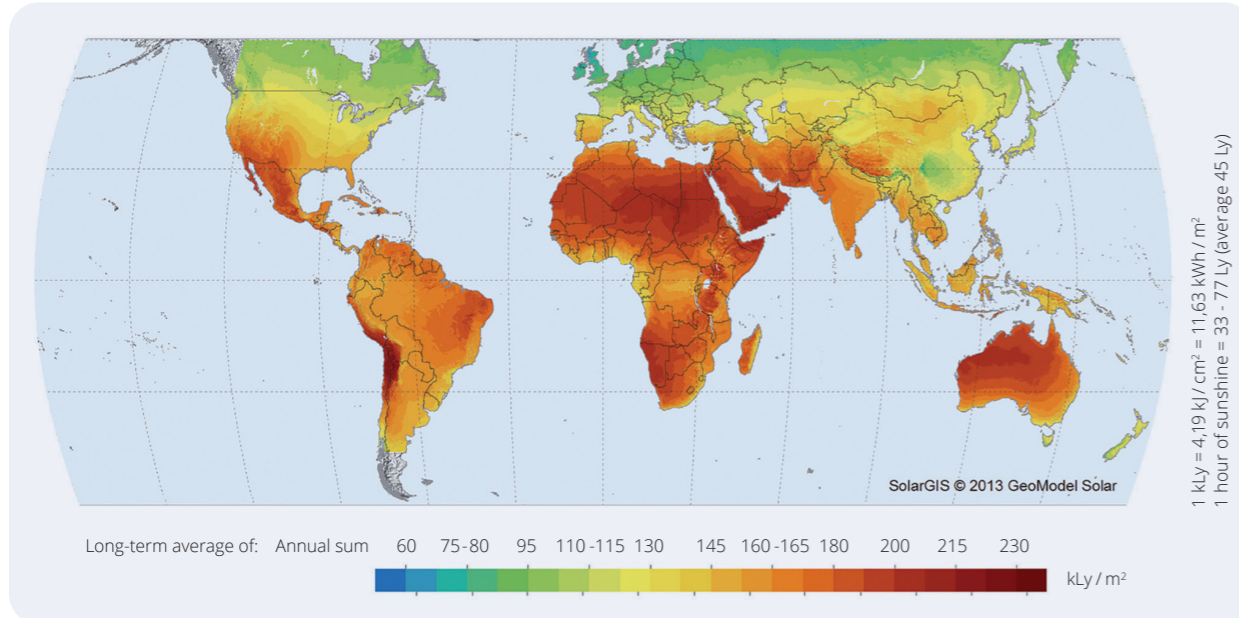 SolarGIS © 2013 GeoModel Solar
1 kLy = 4,19 kJ / cm² = 11,63 kWh / m²
1 hour of sunshine = 33 - 77 Ly (average 45 Ly)
Long-term average of: Annual sum 60 75-80 95 110-115 130 145 160-165 180 200 215 230
kLy / m²